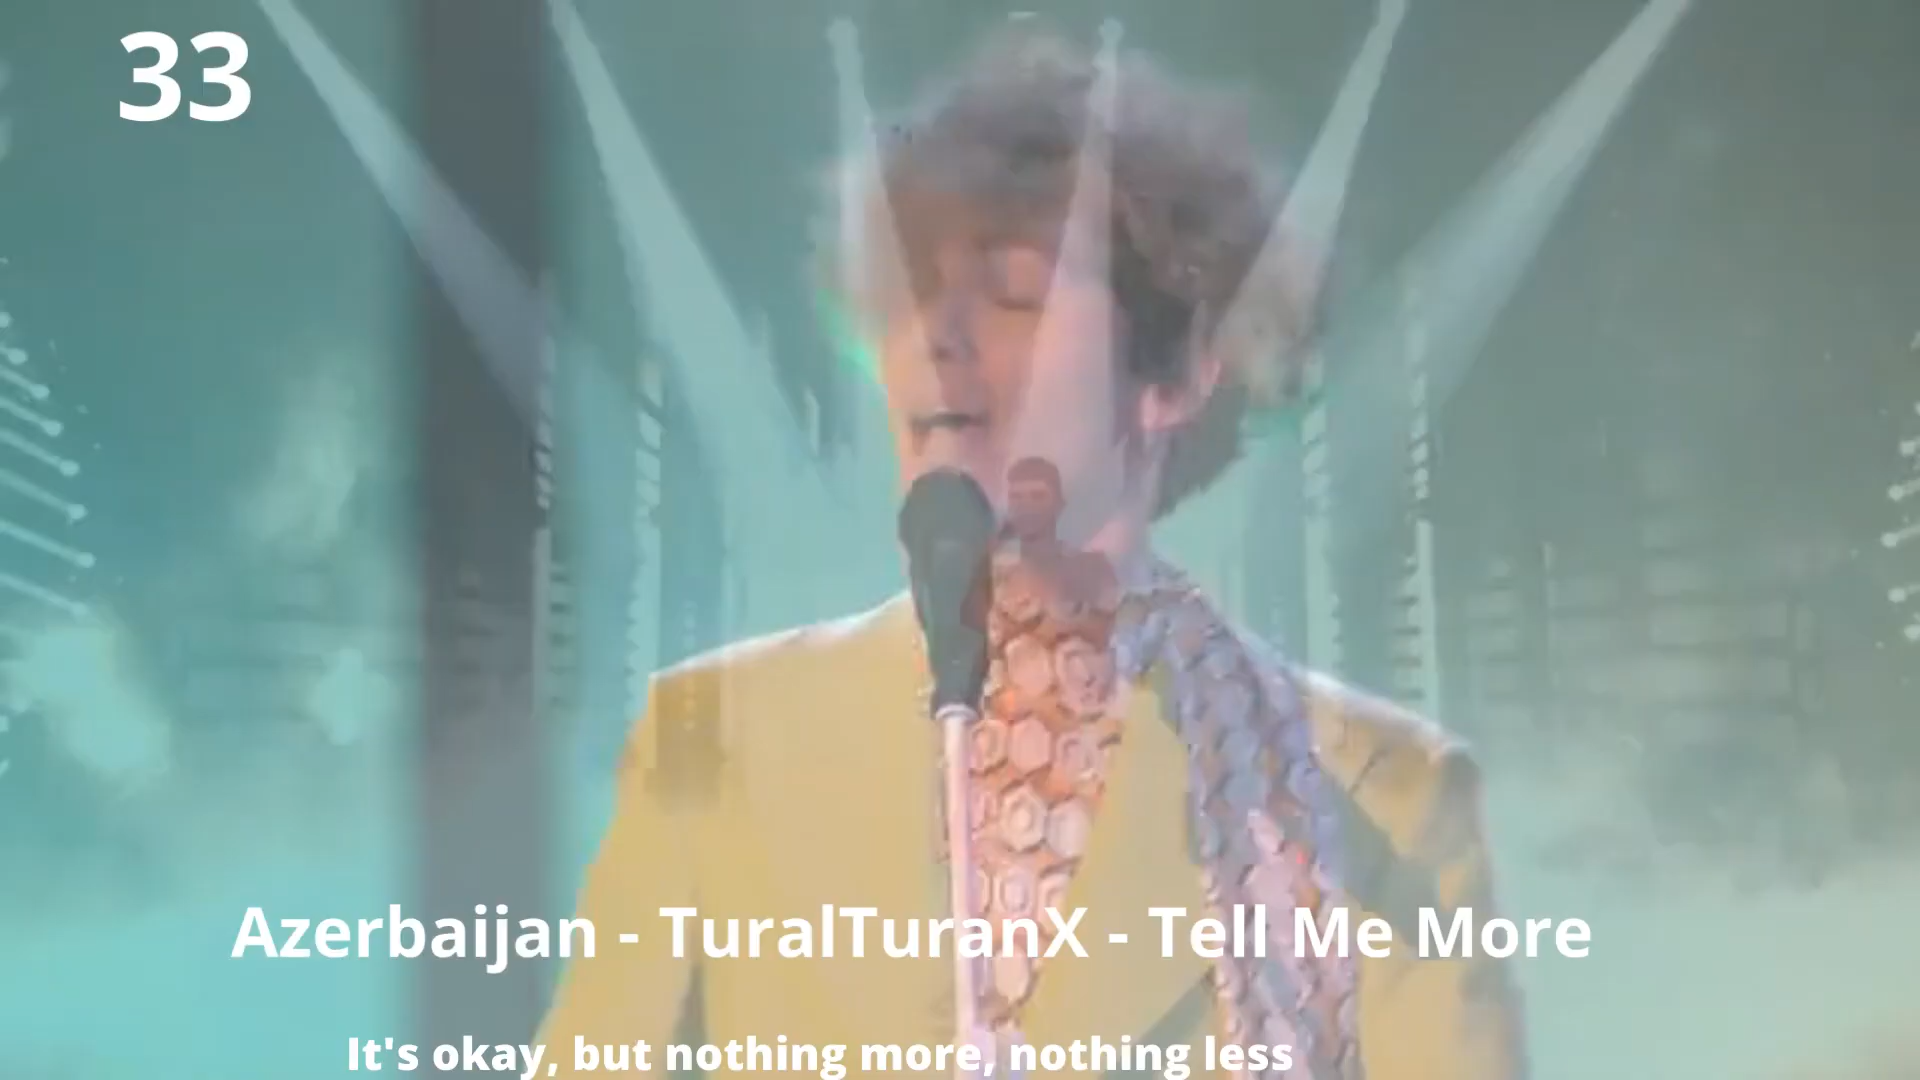 33
Azerbaijan - TuralTuranX - Tell Me More
It's okay, but nothing more, nothing less